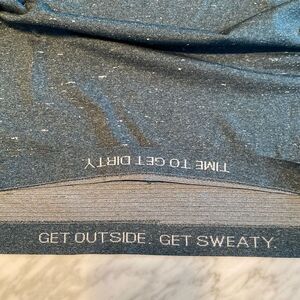 TIME TO GET DIRTY.
GET OUTSIDE. GET SWEATY.